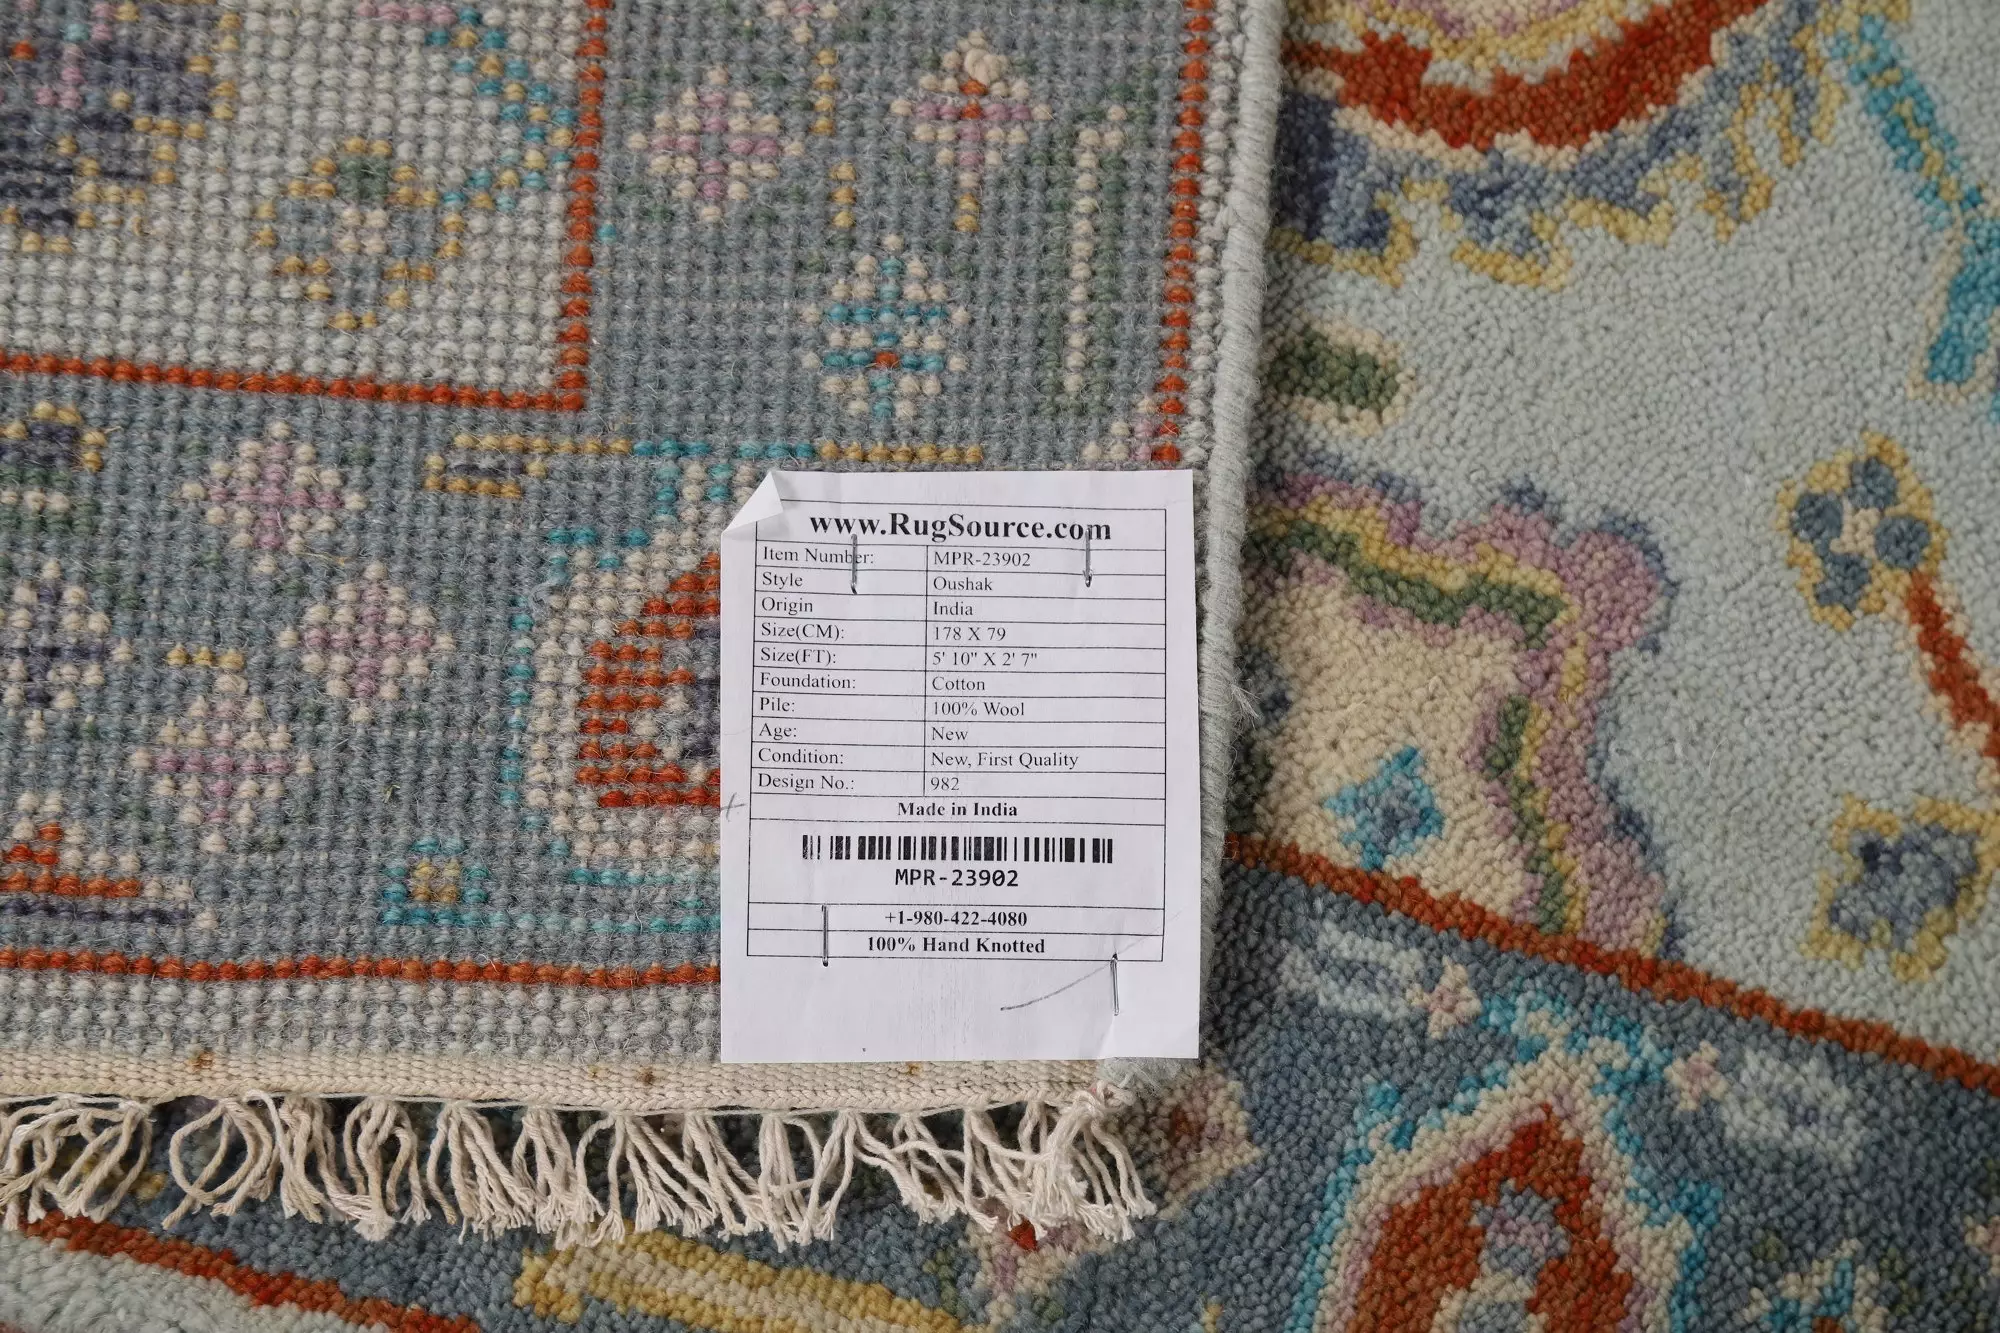 www.RugSource.com
Item Number: MPR-23902
Style Oushak
Origin India
Size(CM): 178 X 79
Size(FT): 5' 10" X 2' 7"
Foundation: Cotton
Pile: 100% Wool
Age: New
Condition: New, First Quality
Design No.: 982
Made in India
MPR-23902
+1-980-422-4080
100% Hand Knotted